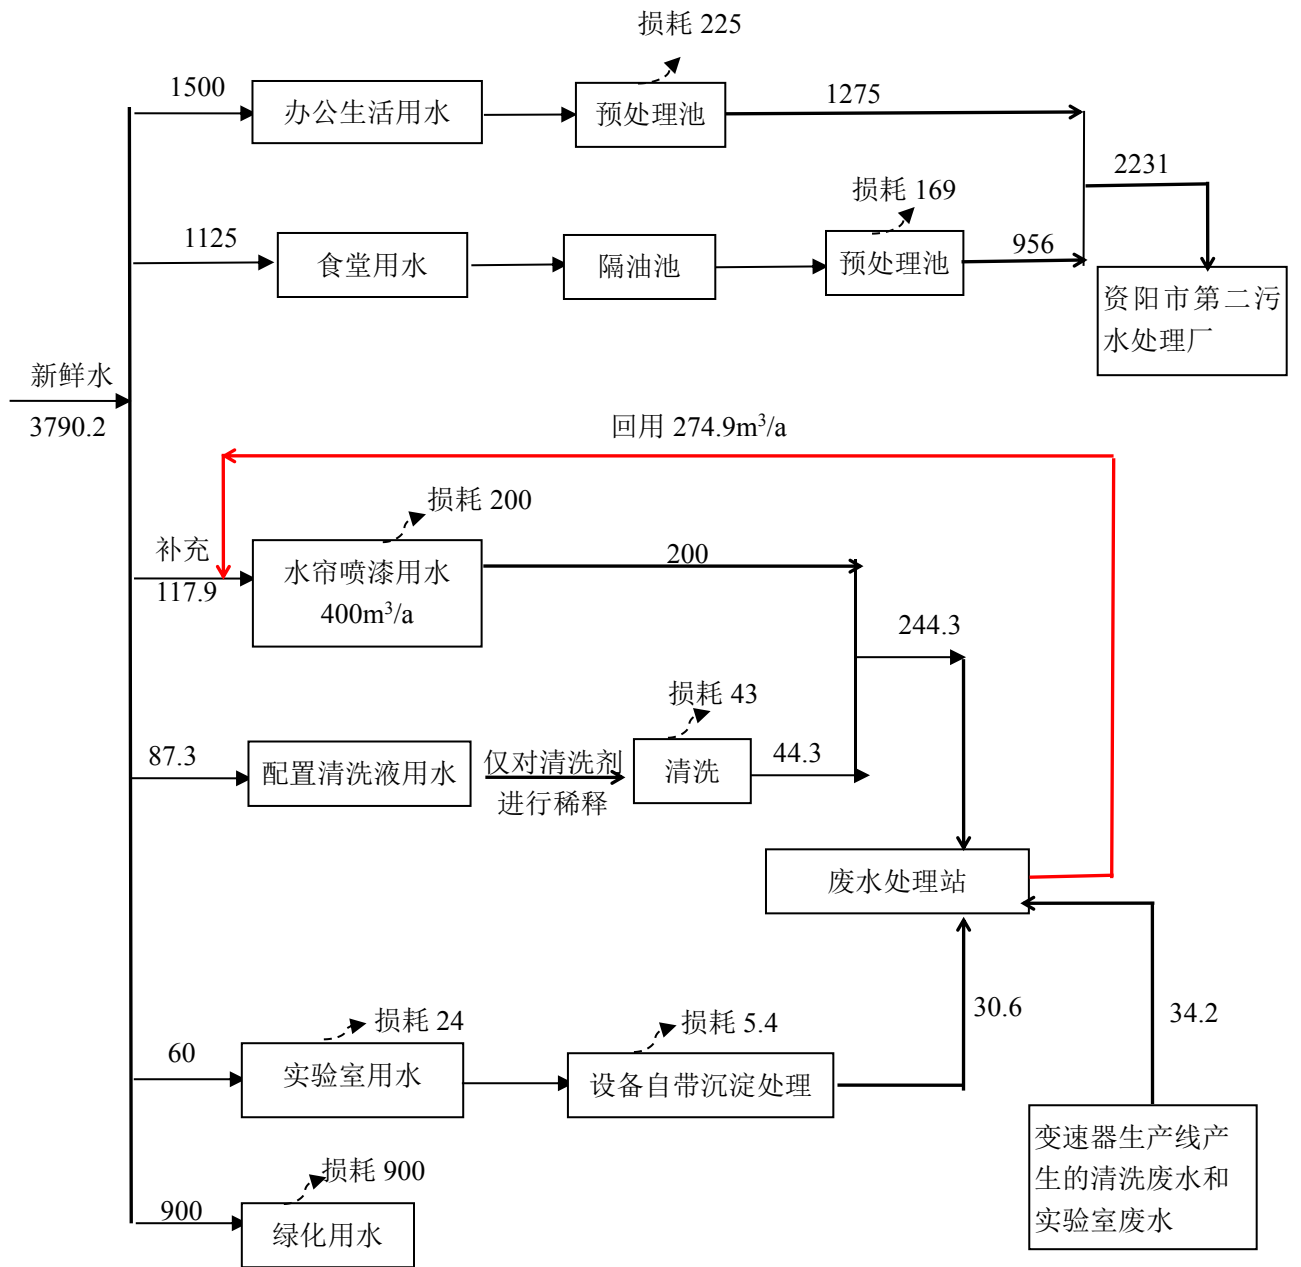 损耗 225
1500
办公生活用水
预处理池
1275
2231
损耗 169
1125
食堂用水
隔油池
预处理池
956
资阳市第二污
水处理厂
新鲜水
3790.2
回用 274.9m³/a
损耗 200
补充
117.9
水帘喷漆用水
400m³/a
200
244.3
损耗 43
87.3
配置清洗液用水
仅对清洗剂
进行稀释
清洗
44.3
废水处理站
30.6
34.2
损耗 24
损耗 5.4
60
实验室用水
设备自带沉淀处理
变速器生产线产
生的清洗废水和
实验室废水
损耗 900
900
绿化用水